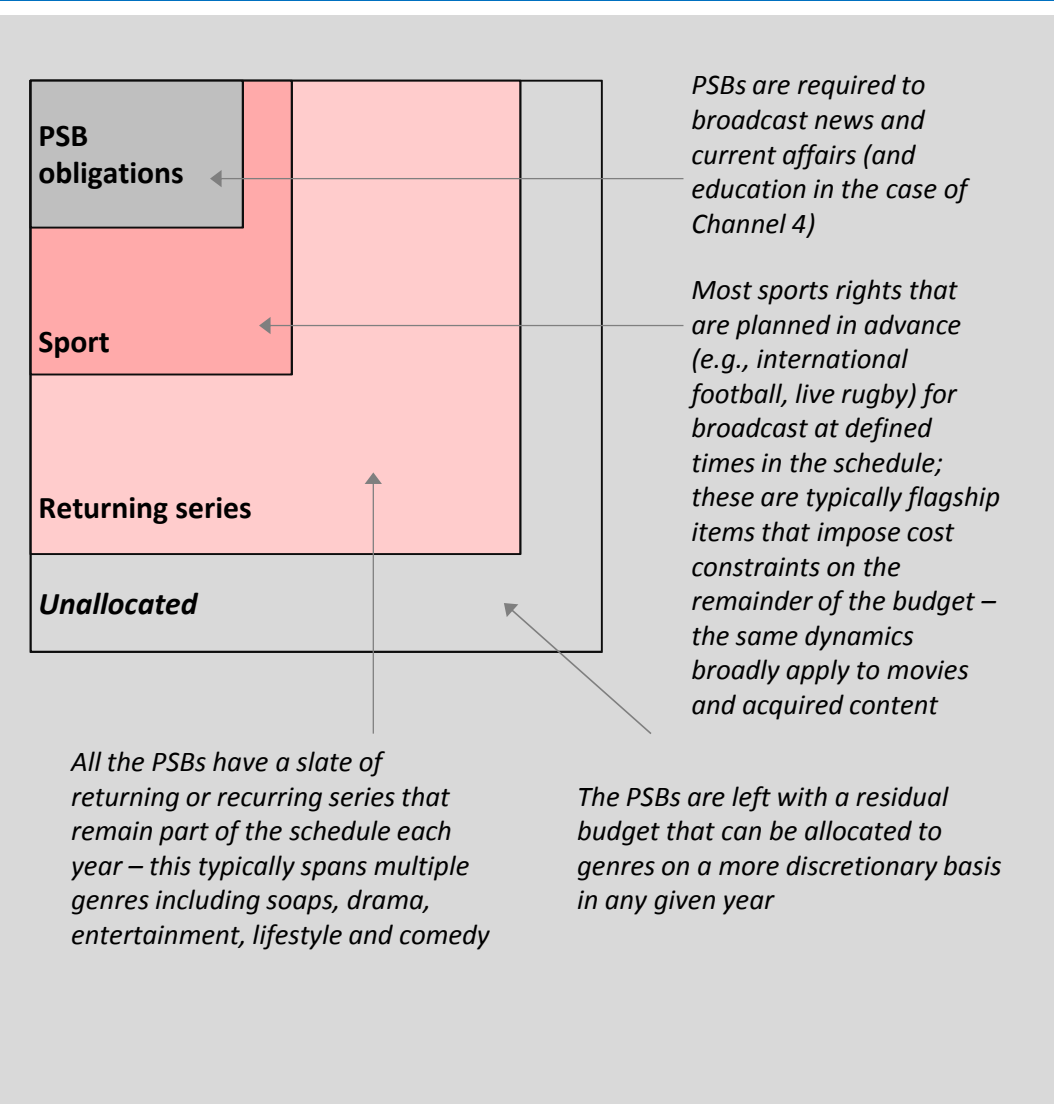 PSB
obligations
Sport
Returning series
Unallocated
PSBs are required to
broadcast news and
current affairs (and
education in the case of
Channel 4)
Most sports rights that
are planned in advance
(e.g., international
football, live rugby) for
broadcast at defined
times in the schedule;
these are typically flagship
items that impose cost
constraints on the
remainder of the budget –
the same dynamics
broadly apply to movies
and acquired content
All the PSBs have a slate of
returning or recurring series that
remain part of the schedule each
year – this typically spans multiple
genres including soaps, drama,
entertainment, lifestyle and comedy
The PSBs are left with a residual
budget that can be allocated to
genres on a more discretionary basis
in any given year